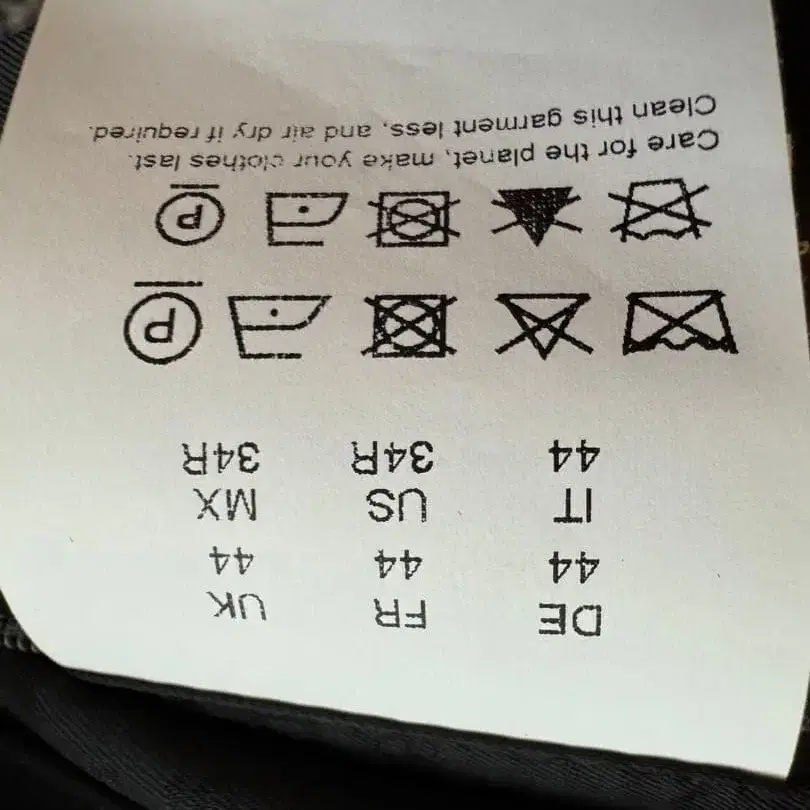 DE FR UK
44 44 44
IT US MX
44 34R 34R
P
P
Care for the planet, make your clothes last.
Clean this garment less, and air dry if required.